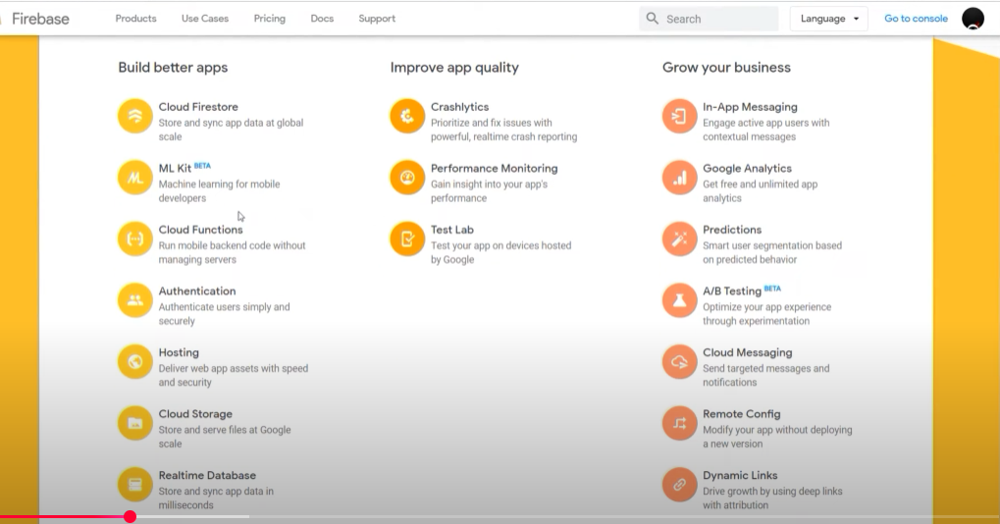 Firebase
Products
Use Cases
Pricing
Docs
Support
Search
Language
Go to console
Build better apps
Cloud Firestore
Store and sync app data at global
scale
ML Kit BETA
Machine learning for mobile
developers
Cloud Functions
Run mobile backend code without
managing servers
Authentication
Authenticate users simply and
securely
Hosting
Deliver web app assets with speed
and security
Cloud Storage
Store and serve files at Google
scale
Realtime Database
Store and sync app data in
milliseconds
Improve app quality
Crashlytics
Prioritize and fix issues with
powerful, realtime crash reporting
Performance Monitoring
Gain insight into your app's
performance
Test Lab
Test your app on devices hosted
by Google
Grow your business
In-App Messaging
Engage active app users with
contextual messages
Google Analytics
Get free and unlimited app
analytics
Predictions
Smart user segmentation based
on predicted behavior
A/B Testing BETA
Optimize your app experience
through experimentation
Cloud Messaging
Send targeted messages and
notifications
Remote Config
Modify your app without deploying
a new version
Dynamic Links
Drive growth by using deep links
with attribution